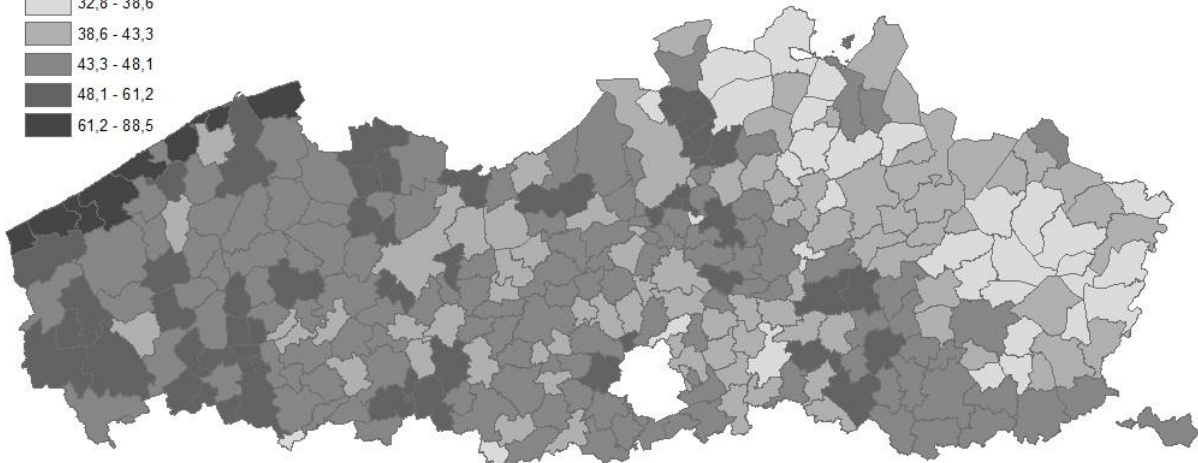 32,8 - 38,6
38,6 - 43,3
43,3 - 48,1
48,1 - 61,2
61,2 - 88,5